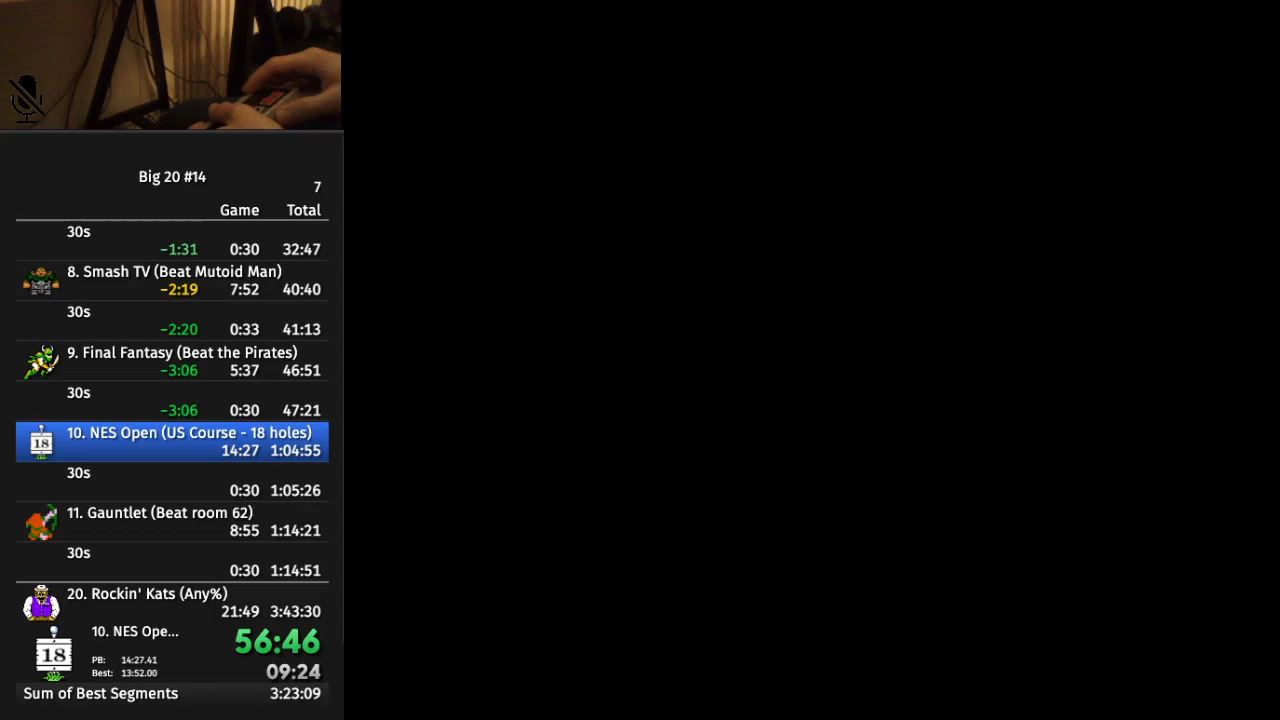 Big 20 #14
7
Game Total
30s
-1:31 0:30 32:47
8. Smash TV (Beat Mutoid Man)
-2:19 7:52 40:40
30s
-2:20 0:33 41:13
9. Final Fantasy (Beat the Pirates)
-3:06 5:37 46:51
30s
-3:06 0:30 47:21
18
10. NES Open (US Course - 18 holes)
14:27 1:04:55
30s
0:30 1:05:26
11. Gauntlet (Beat room 62)
8:55 1:14:21
30s
0:30 1:14:51
20. Rockin' Kats (Any%)
21:49 3:43:30
18
10. NES Ope...
56:46
PB: 14:27.41
Best: 13:52.00
09:24
Sum of Best Segments 3:23:09